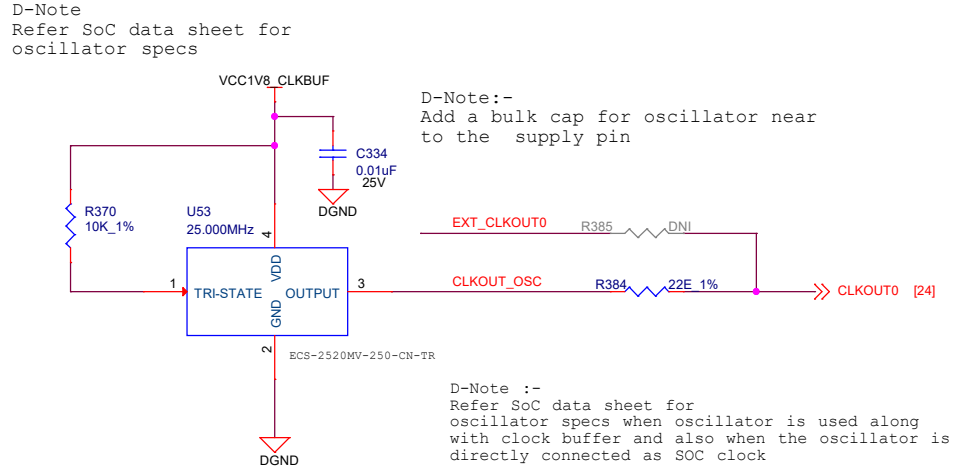 D-Note
Refer SoC data sheet for
oscillator specs
VCC1V8_CLKBUF
D-Note:-
Add a bulk cap for oscillator near
to the supply pin
C334
0.01uF
25V
DGND
R370
10K_1%
U53
25.000MHz
4
VDD
1
TRI-STATE
OUTPUT
3
GND
2
ECS-2520MV-250-CN-TR
DGND
EXT_CLKOUT0
R385
DNI
CLKOUT_OSC
R384
22E_1%
CLKOUT0 [24]
D-Note :-
Refer SoC data sheet for
oscillator specs when oscillator is used along
with clock buffer and also when the oscillator is
directly connected as SOC clock